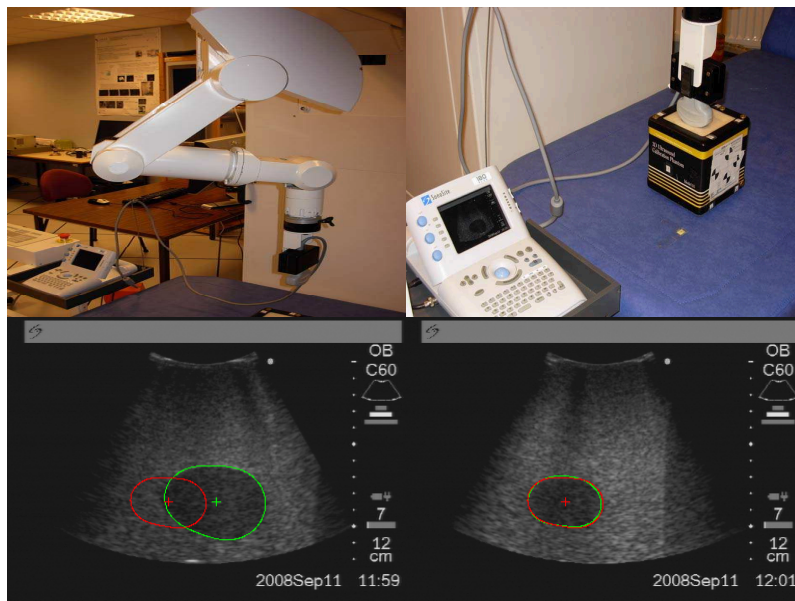 SonoSite
180
3D Ultrasound
Calibration Phantom
OB
C60
7
12
cm
2008Sep11 11:59
OB
C60
7
12
cm
2008Sep11 12:01